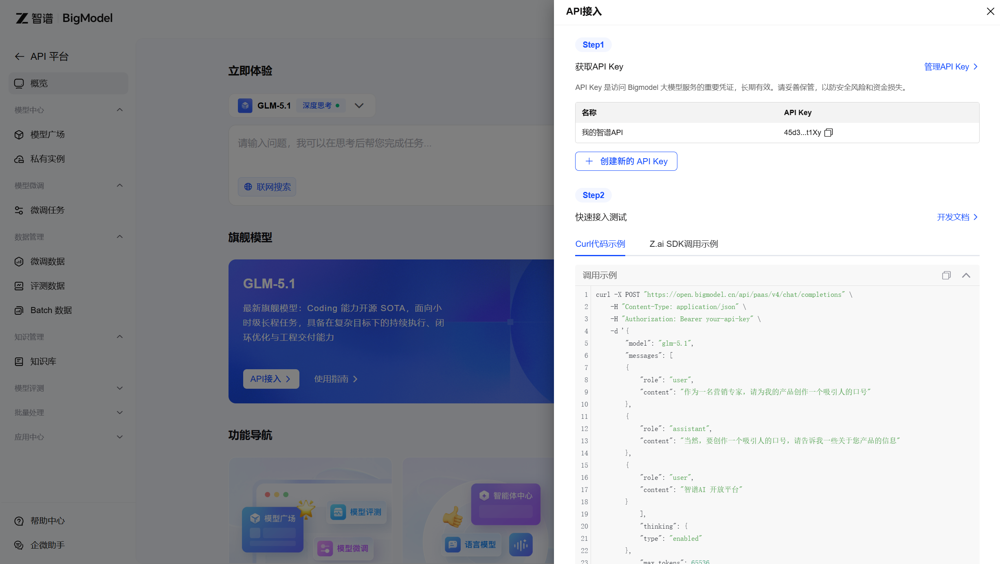 智谱 | BigModel
API 平台
概览
模型中心
模型广场
私有实例
模型微调
微调任务
数据管理
微调数据
评测数据
Batch 数据
知识管理
知识库
模型评测
批量处理
应用中心
帮助中心
企微助手
立即体验
GLM-5.1 深度思考
请输入问题，我可以在思考后帮您完成任务...
联网搜索
旗舰模型
GLM-5.1
最新旗舰模型：Coding 能力开源 SOTA，面向小
时级长程任务，具备在复杂目标下的持续执行、闭
环优化与工程交付能力
API接入
使用指南
功能导航
模型广场
模型评测
模型微调
智能体中心
语言模型
API接入
Step1
获取API Key
管理API Key
API Key 是访问 Bigmodel 大模型服务的重要凭证，长期有效。请妥善保管，以防安全风险和资金损失。
名称 API Key
我的智谱API 45d3...t1Xy
创建新的 API Key
Step2
快速接入测试
开发文档
Curl代码示例 Z.ai SDK调用示例
调用示例
1 curl -X POST "https://open.bigmodel.cn/api/paas/v4/chat/completions" \
2 -H "Content-Type: application/json" \
3 -H "Authorization: Bearer your-api-key" \
4 -d '{
5 "model": "glm-5.1",
6 "messages": [
7 {
8 "role": "user",
9 "content": "作为一名营销专家，请为我的产品创作一个吸引人的口号"
10 },
11 {
12 "role": "assistant",
13 "content": "当然，要创作一个吸引人的口号，请告诉我一些关于您产品的信息"
14 },
15 {
16 "role": "user",
17 "content": "智谱AI 开放平台"
18 }
19 ],
20 "thinking": {
21 "type": "enabled"
22 },
23 "max_tokens": 65536